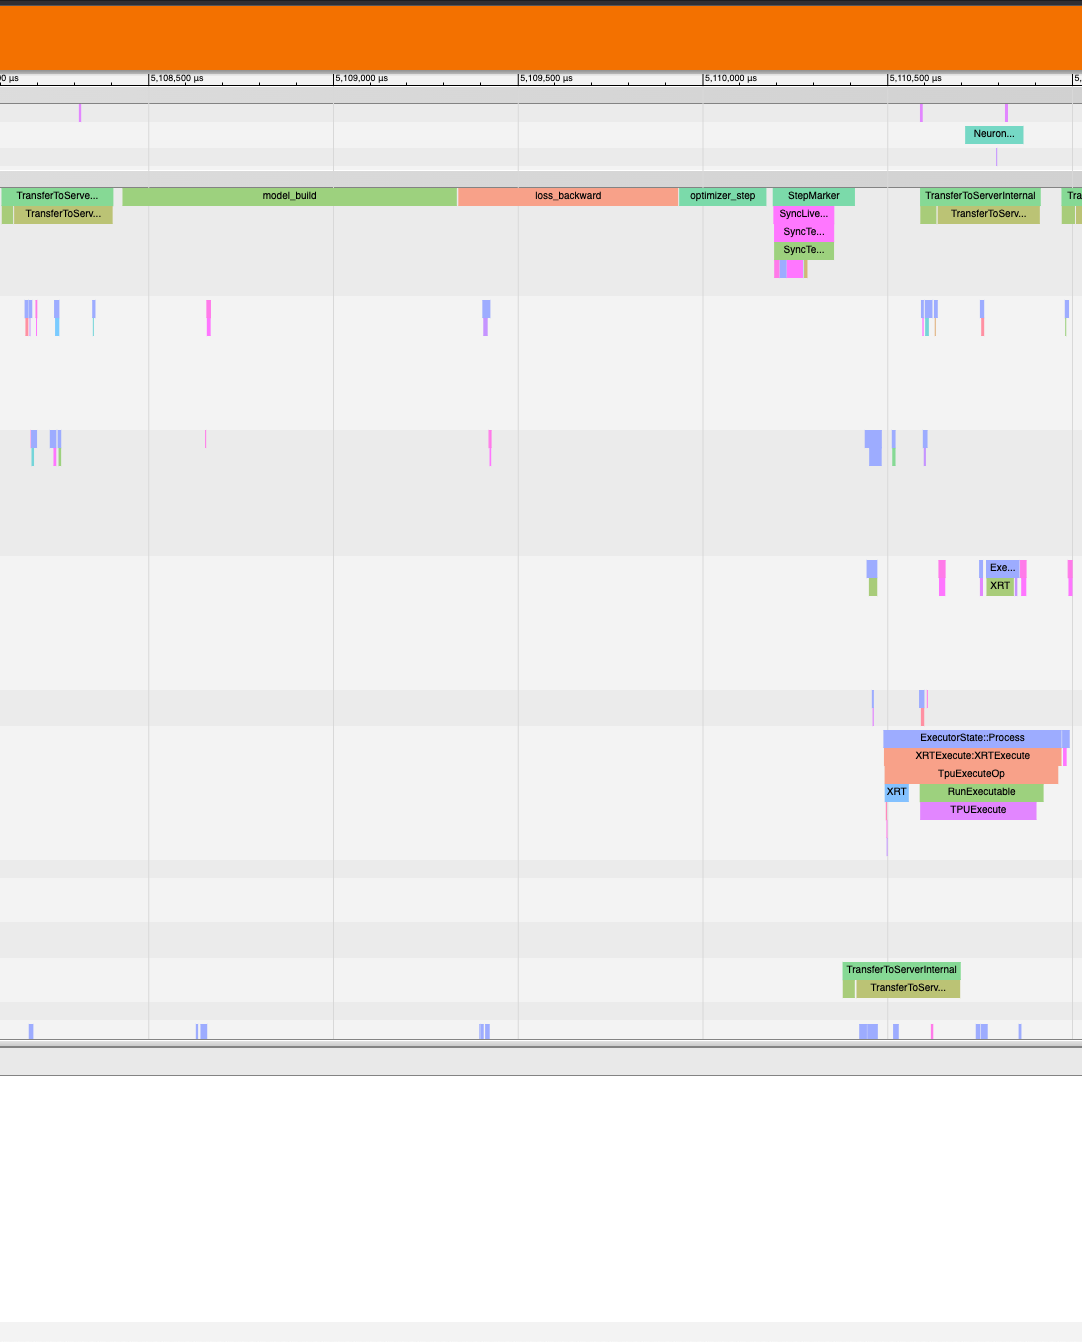 00 µs 5,108,500 µs 5,109,000 µs 5,109,500 µs 5,110,000 µs 5,110,500 µs 5,
Neuron...
TransferToServe... model_build loss_backward optimizer_step StepMarker TransferToServerInternal Tra
TransferToServ... SyncLive... TransferToServ...
SyncTe...
SyncTe...
Exe...
XRT
ExecutorState::Process
XRTExecute:XRTExecute
TpuExecuteOp
XRT RunExecutable
TPUExecute
TransferToServerInternal
TransferToServ...